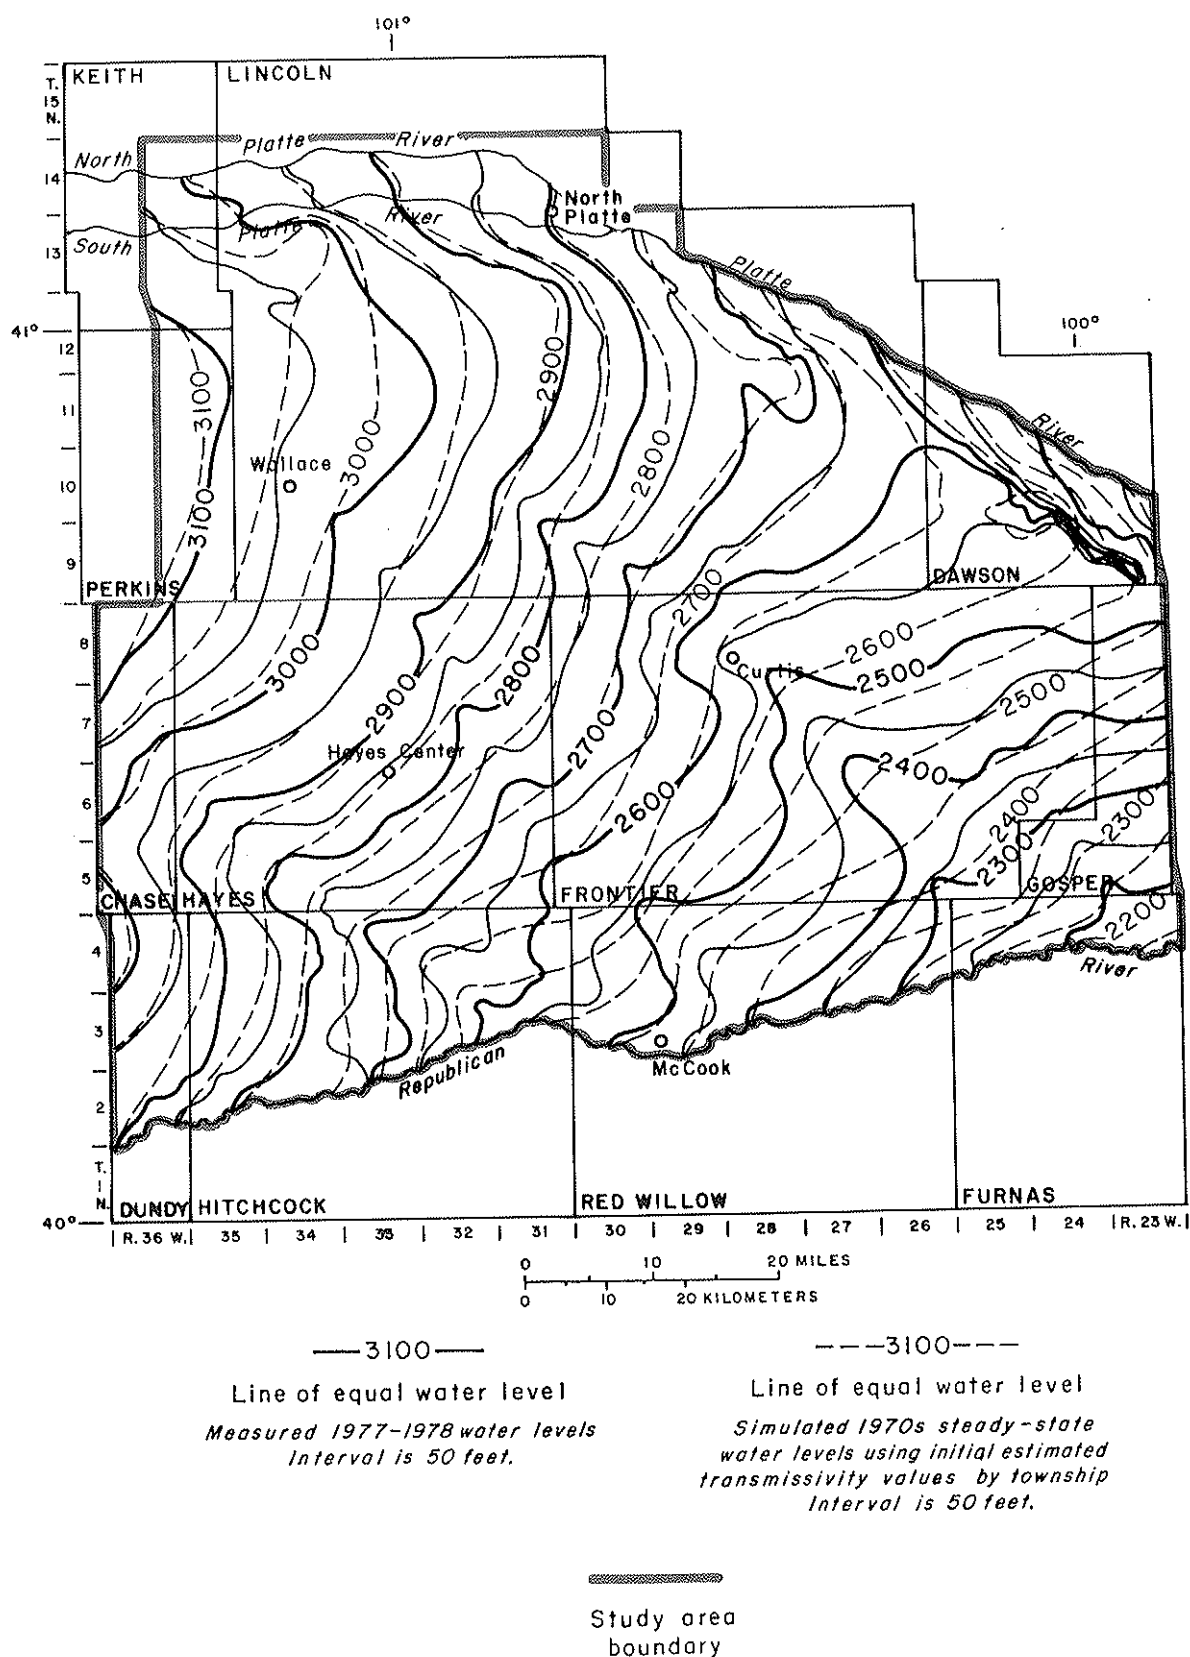 101°
KEITH
LINCOLN
T.
15
N.
North
Platte
River
14
North
Platte
Platte
River
South
13
Platte
41°
100°
12
3100
2900
11
River
3000
2800
Wallace
10
3100
9
2700
PERKINS
DAWSON
8
2600
Curtis
2500
3000
2800
2500
2900
7
2700
Hayes Center
2400
6
2600
2400
2300
2300
5
CHASE
HAYES
FRONTIER
GOSPER
2200
4
River
3
Republican
McCook
2
T.
1
N.
DUNDY
HITCHCOCK
RED WILLOW
FURNAS
40°
R. 36 W. 35 34 33 32 31 30 29 28 27 26 25 24 R. 23 W.
0 10 20 MILES
0 10 20 KILOMETERS
3100
Line of equal water level
Measured 1977-1978 water levels
Interval is 50 feet.
3100
Line of equal water level
Simulated 1970s steady-state
water levels using initial estimated
transmissivity values by township
Interval is 50 feet.
Study area
boundary